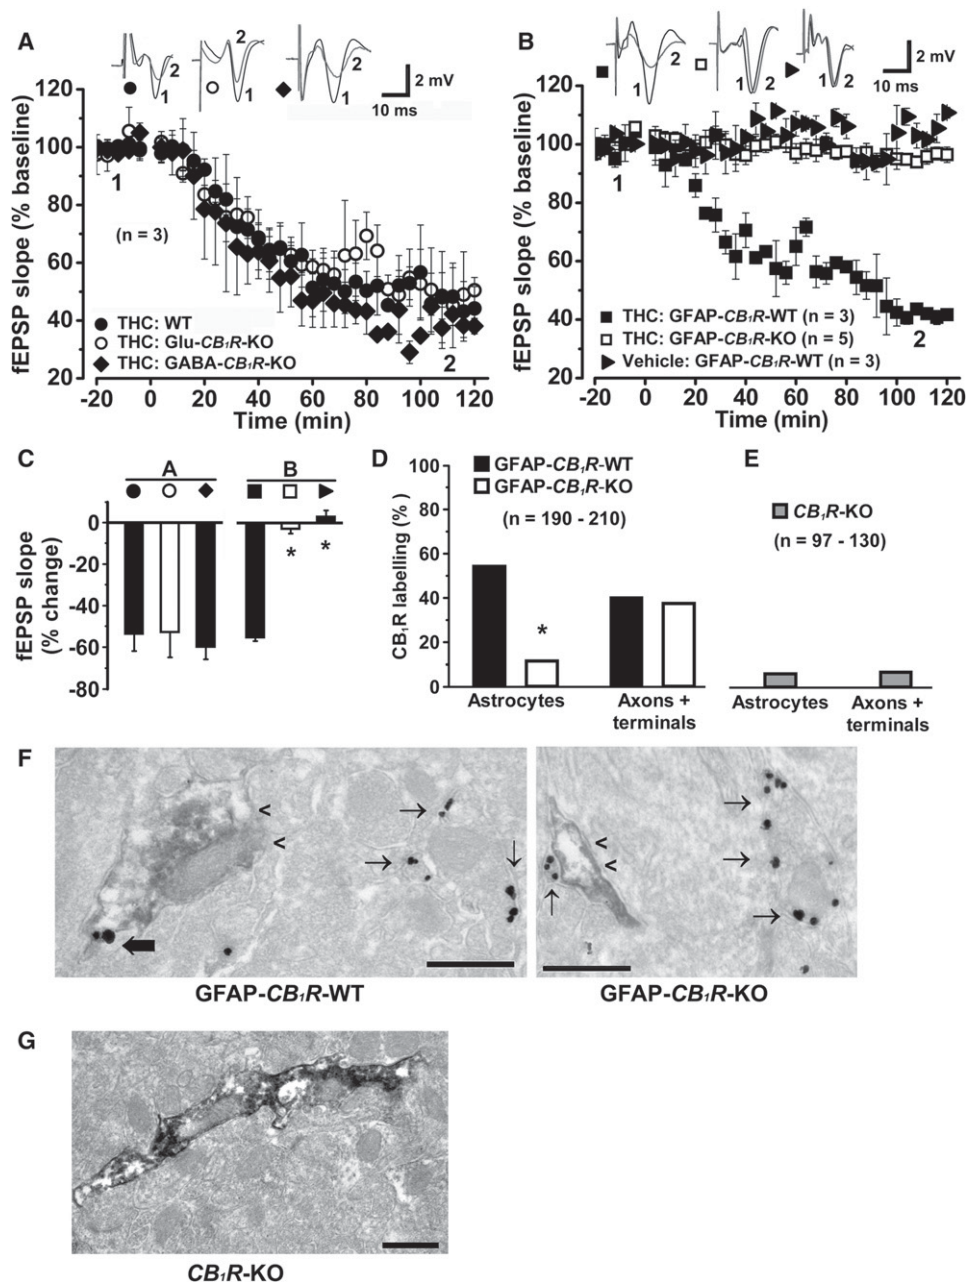 A
2
1
2
1
2
1
2 mV
10 ms
fEPSP slope (% baseline)
120
100
80
60
40
20
1
(n = 3)
THC: WT
THC: Glu-CB₁R-KO
THC: GABA-CB₁R-KO
2
-20 0 20 40 60 80 100 120
Time (min)
B
2
1
1 2
1 2
2 mV
10 ms
fEPSP slope (% baseline)
120
100
80
60
40
20
1
THC: GFAP-CB₁R-WT (n = 3)
THC: GFAP-CB₁R-KO (n = 5)
Vehicle: GFAP-CB₁R-WT (n = 3)
2
-20 0 20 40 60 80 100 120
Time (min)
C
A B
fEPSP slope
(% change)
0
-20
-40
-60
-80
* *
D
CB₁R labelling (%)
100
80
60
40
20
0
GFAP-CB₁R-WT
GFAP-CB₁R-KO
(n = 190 - 210)
*
Astrocytes Axons +
terminals
E
CB₁R-KO
(n = 97 - 130)
Astrocytes Axons +
terminals
F
<
<
<
<
GFAP-CB₁R-WT
GFAP-CB₁R-KO
G
CB₁R-KO